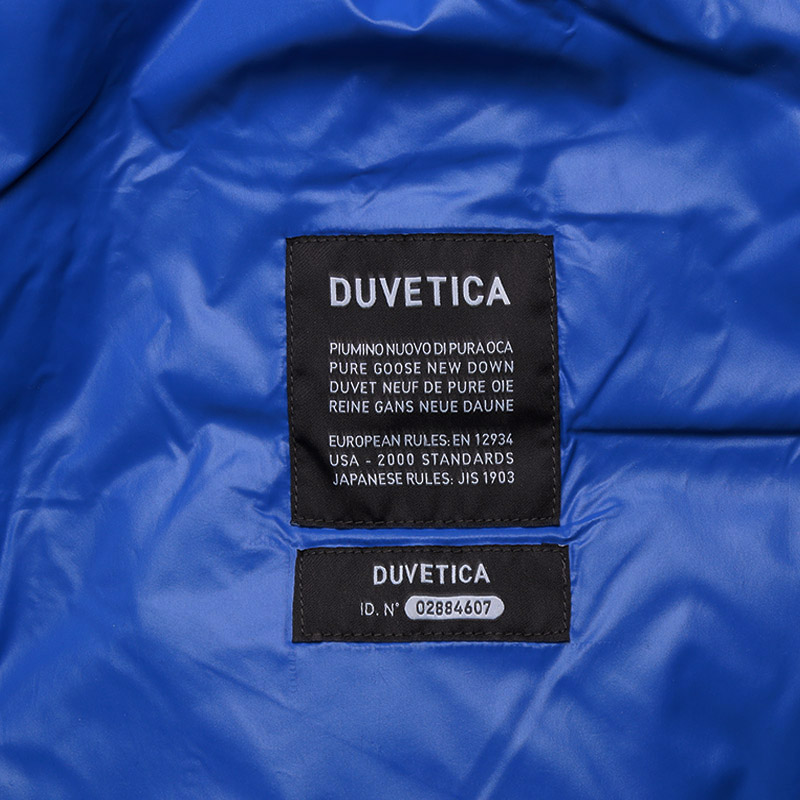 DUVETICA
PIUMINO NUOVO DI PURA OCA
PURE GOOSE NEW DOWN
DUVET NEUF DE PURE OIE
REINE GANS NEUE DAUNE
EUROPEAN RULES: EN 12934
USA - 2000 STANDARDS
JAPANESE RULES: JIS 1903
DUVETICA
ID. N° 02884607